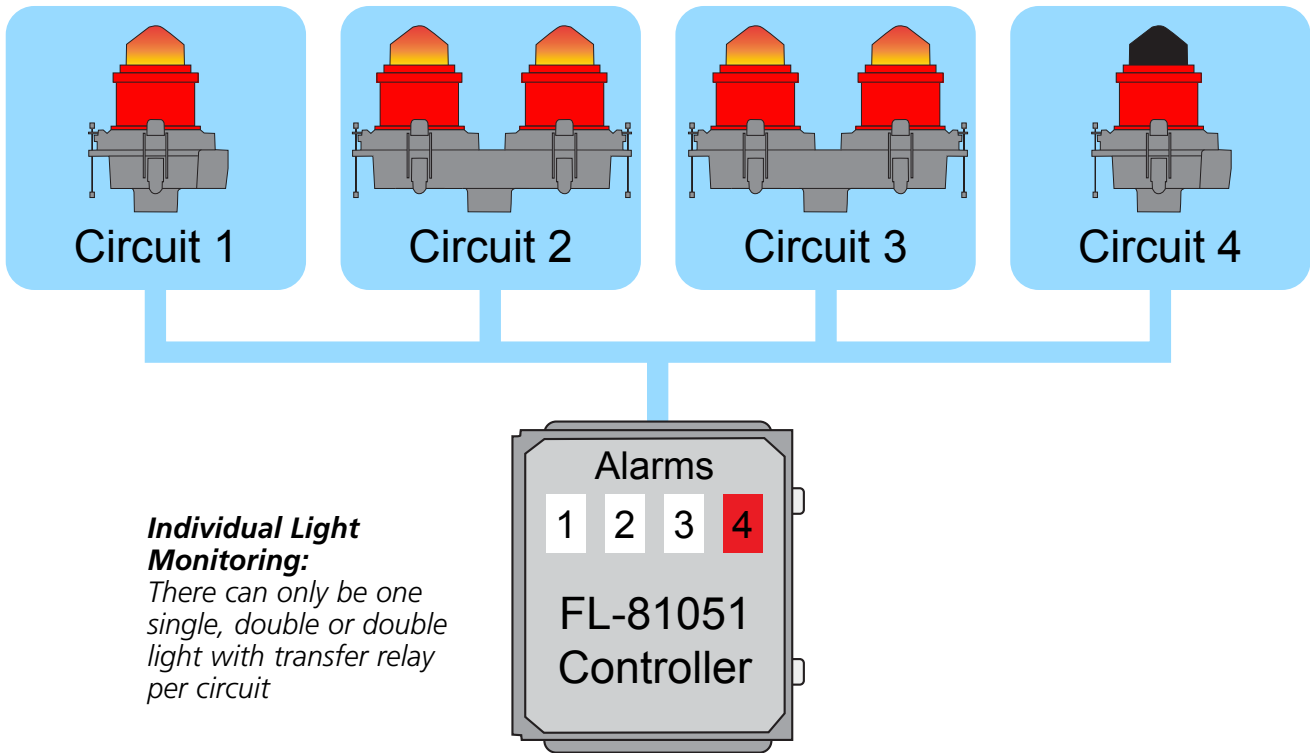 Circuit 1
Circuit 2
Circuit 3
Circuit 4
Alarms
1 2 3 4
FL-81051
Controller
Individual Light
Monitoring:
There can only be one
single, double or double
light with transfer relay
per circuit